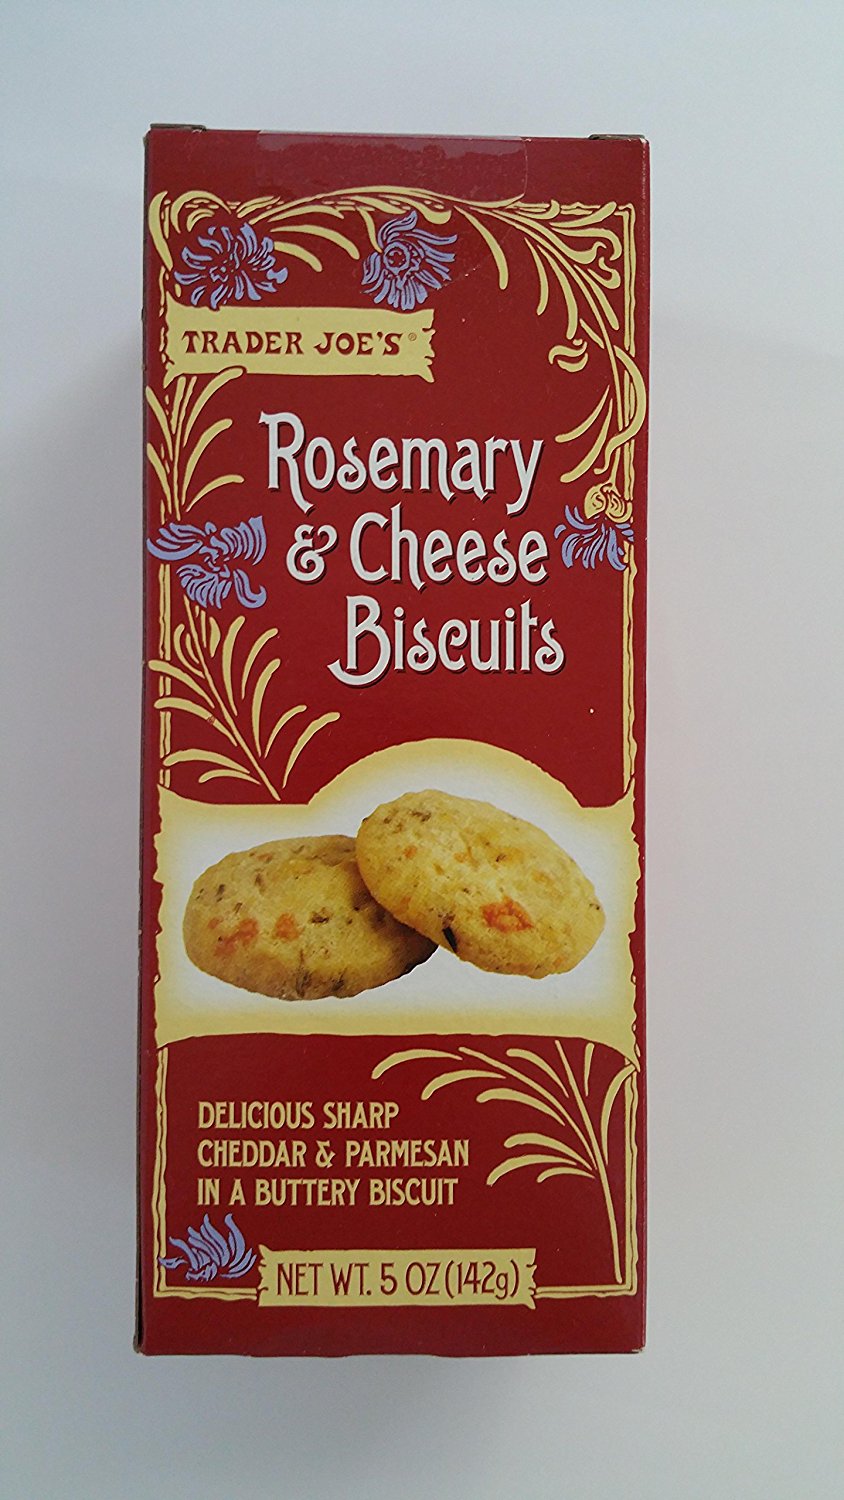 TRADER JOE'S®
Rosemary
& Cheese
Biscuits
DELICIOUS SHARP
CHEDDAR & PARMESAN
IN A BUTTERY BISCUIT
NET WT. 5 OZ (142g)